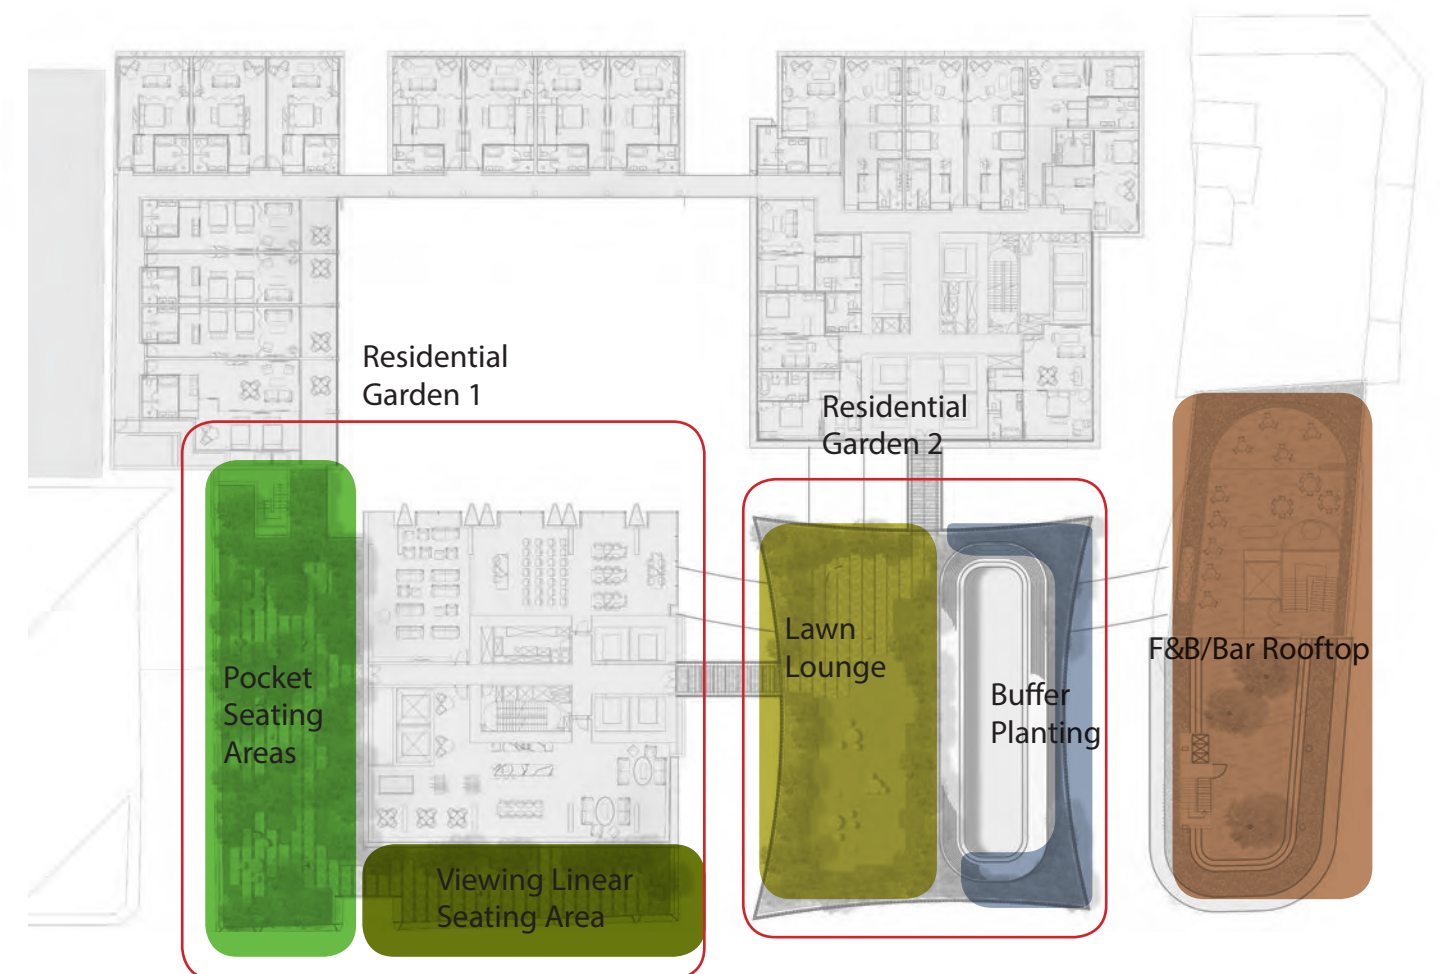 Residential
Garden 1
Residential
Garden 2
Lawn
Lounge
F&B/Bar Rooftop
Pocket
Seating
Areas
Buffer
Planting
Viewing Linear
Seating Area